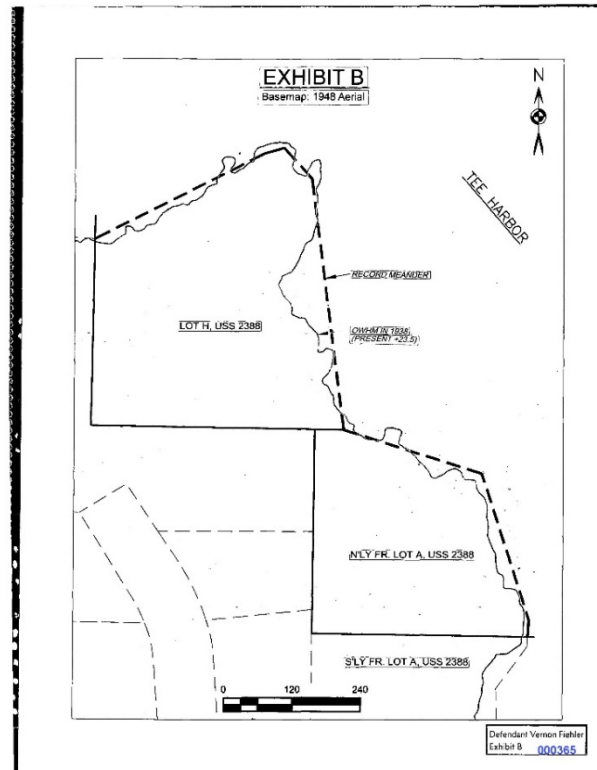 EXHIBIT B
Basemap: 1948 Aerial
N
TEE HARBOR
RECORD MEANDER
LOT H, USS 2388
OWHM IN 1938
(PRESENT +23.5)
N'LY FR. LOT A, USS 2388
S'LY FR. LOT A, USS 2388
0 120 240
Defendant Vernon Fiehler
Exhibit B 000365